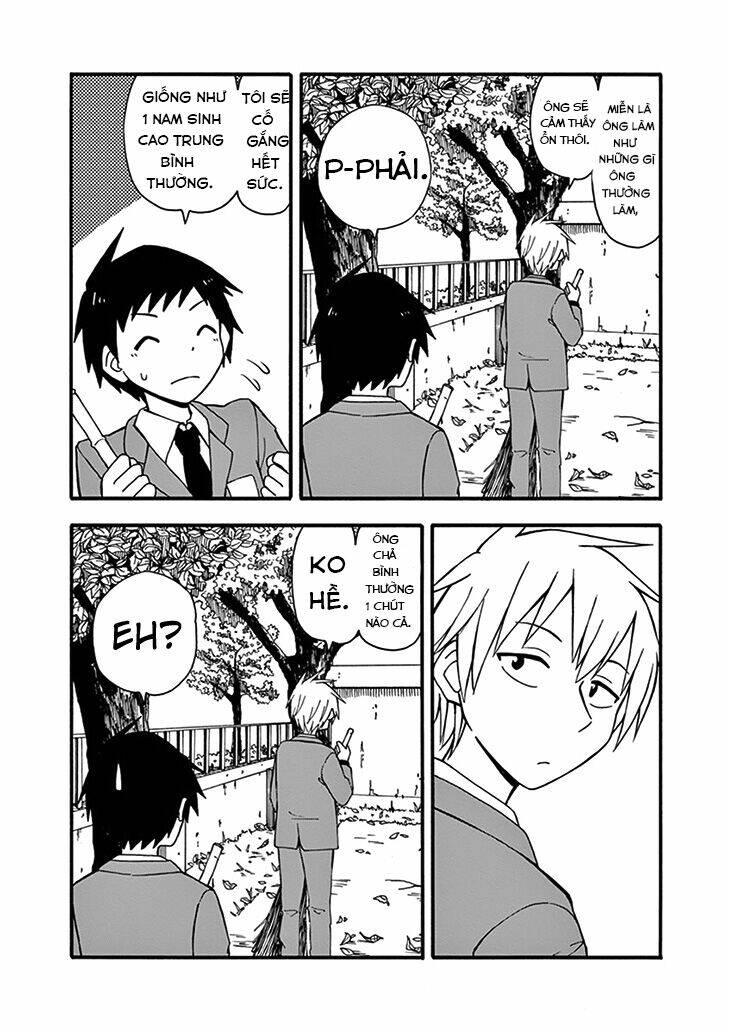 MIỄN LÀ
ÔNG LÀM
NHƯ
NHỮNG GÌ
ÔNG
THƯỜNG
LÀM,
ÔNG SẼ
CẢM THẤY
ỔN THÔI.
P-PHẢI.
TÔI SẼ
CỐ
GẮNG
HẾT
SỨC.
GIỐNG NHƯ
1 NAM SINH
CAO TRUNG
BÌNH
THƯỜNG.
ÔNG
CHẢ
BÌNH
THƯỜNG
1 CHÚT
NÀO CẢ.
KO
HỀ.
EH?